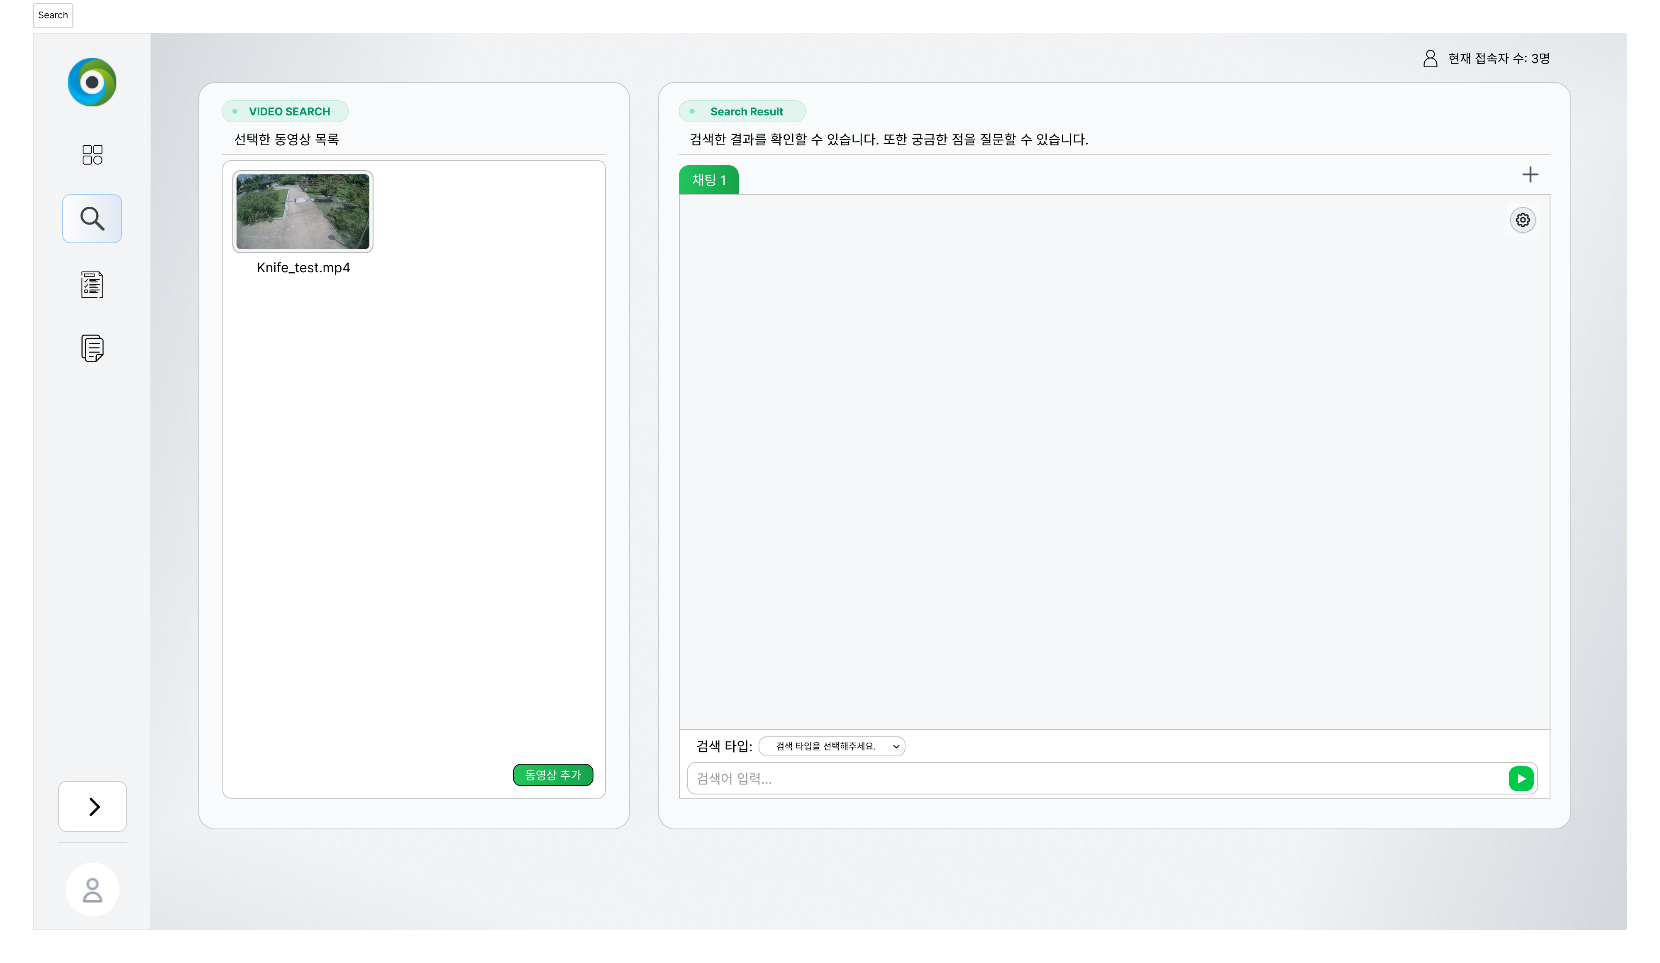 Search
현재 접속자 수: 3명
VIDEO SEARCH
선택한 동영상 목록
Knife_test.mp4
동영상 추가
Search Result
검색한 결과를 확인할 수 있습니다. 또한 궁금한 점을 질문할 수 있습니다.
채팅 1
검색 타입: 검색 타입을 선택해주세요.
검색어 입력...